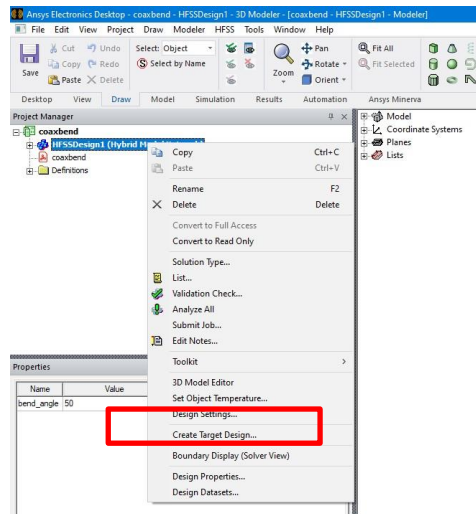 Ansys Electronics Desktop - coaxbend - HFSSDesign1 - 3D Modeler - [coaxbend - HFSSDesign1 - Modeler]
File Edit View Project Draw Modeler HFSS Tools Window Help
Save
Cut Undo
Copy Redo
Paste Delete
Select: Object
Select by Name
Zoom
Pan
Rotate
Orient
Fit All
Fit Selected
Desktop View Draw Model Simulation Results Automation Ansys Minerva
Project Manager
coaxbend
HFSSDesign1 (Hybrid
coaxbend
Definitions
Copy Ctrl+C
Paste Ctrl+V
Rename F2
Delete Delete
Convert to Full Access
Convert to Read Only
Solution Type...
List...
Validation Check...
Analyze All
Submit Job...
Edit Notes...
Toolkit
3D Model Editor
Set Object Temperature...
Design Settings...
Create Target Design...
Boundary Display (Solver View)
Design Properties...
Design Datasets...
Model
Coordinate Systems
Planes
Lists
Properties
Name Value
bend_angle 50